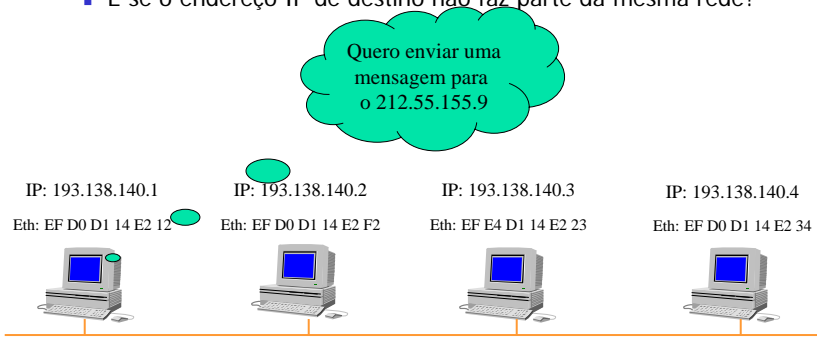 E se o endereço IP de destino não faz parte da mesma rede?
Quero enviar uma
mensagem para
o 212.55.155.9
IP: 193.138.140.1
IP: 193.138.140.2
IP: 193.138.140.3
IP: 193.138.140.4
Eth: EF D0 D1 14 E2 12
Eth: EF D0 D1 14 E2 F2
Eth: EF E4 D1 14 E2 23
Eth: EF D0 D1 14 E2 34